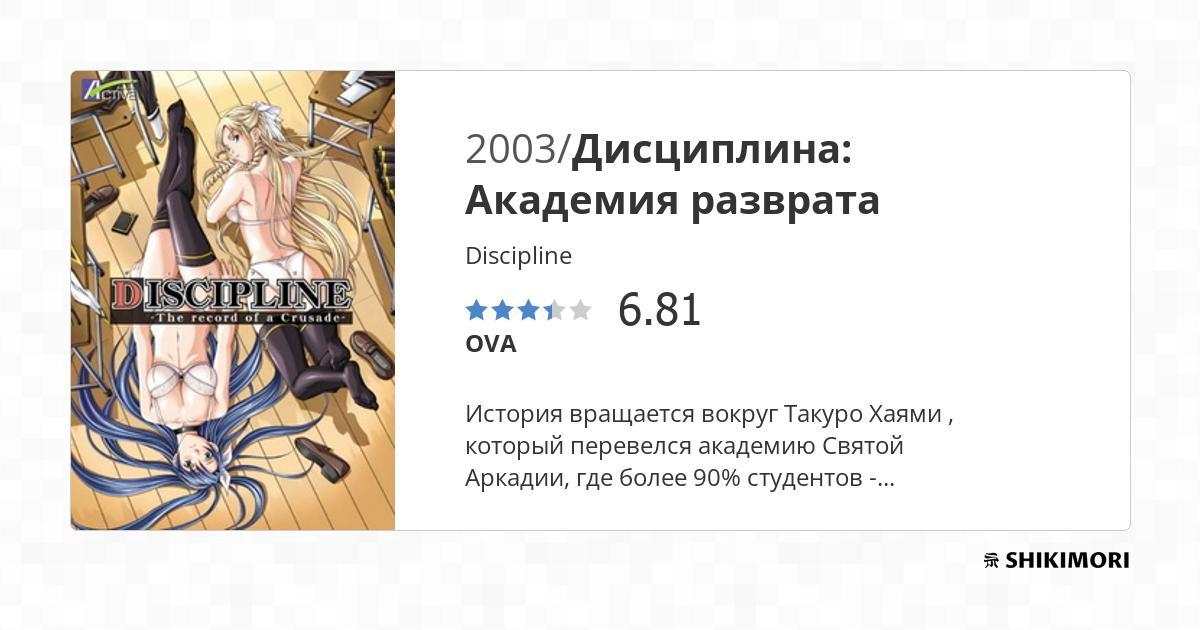 Activa
DISCIPLINE
-The record of a Crusade-
2003/Дисциплина:
Академия разврата
Discipline
6.81
OVA
История вращается вокруг Такуро Хаями ,
который перевелся академию Святой
Аркадии, где более 90% студентов -...
SHIKIMORI